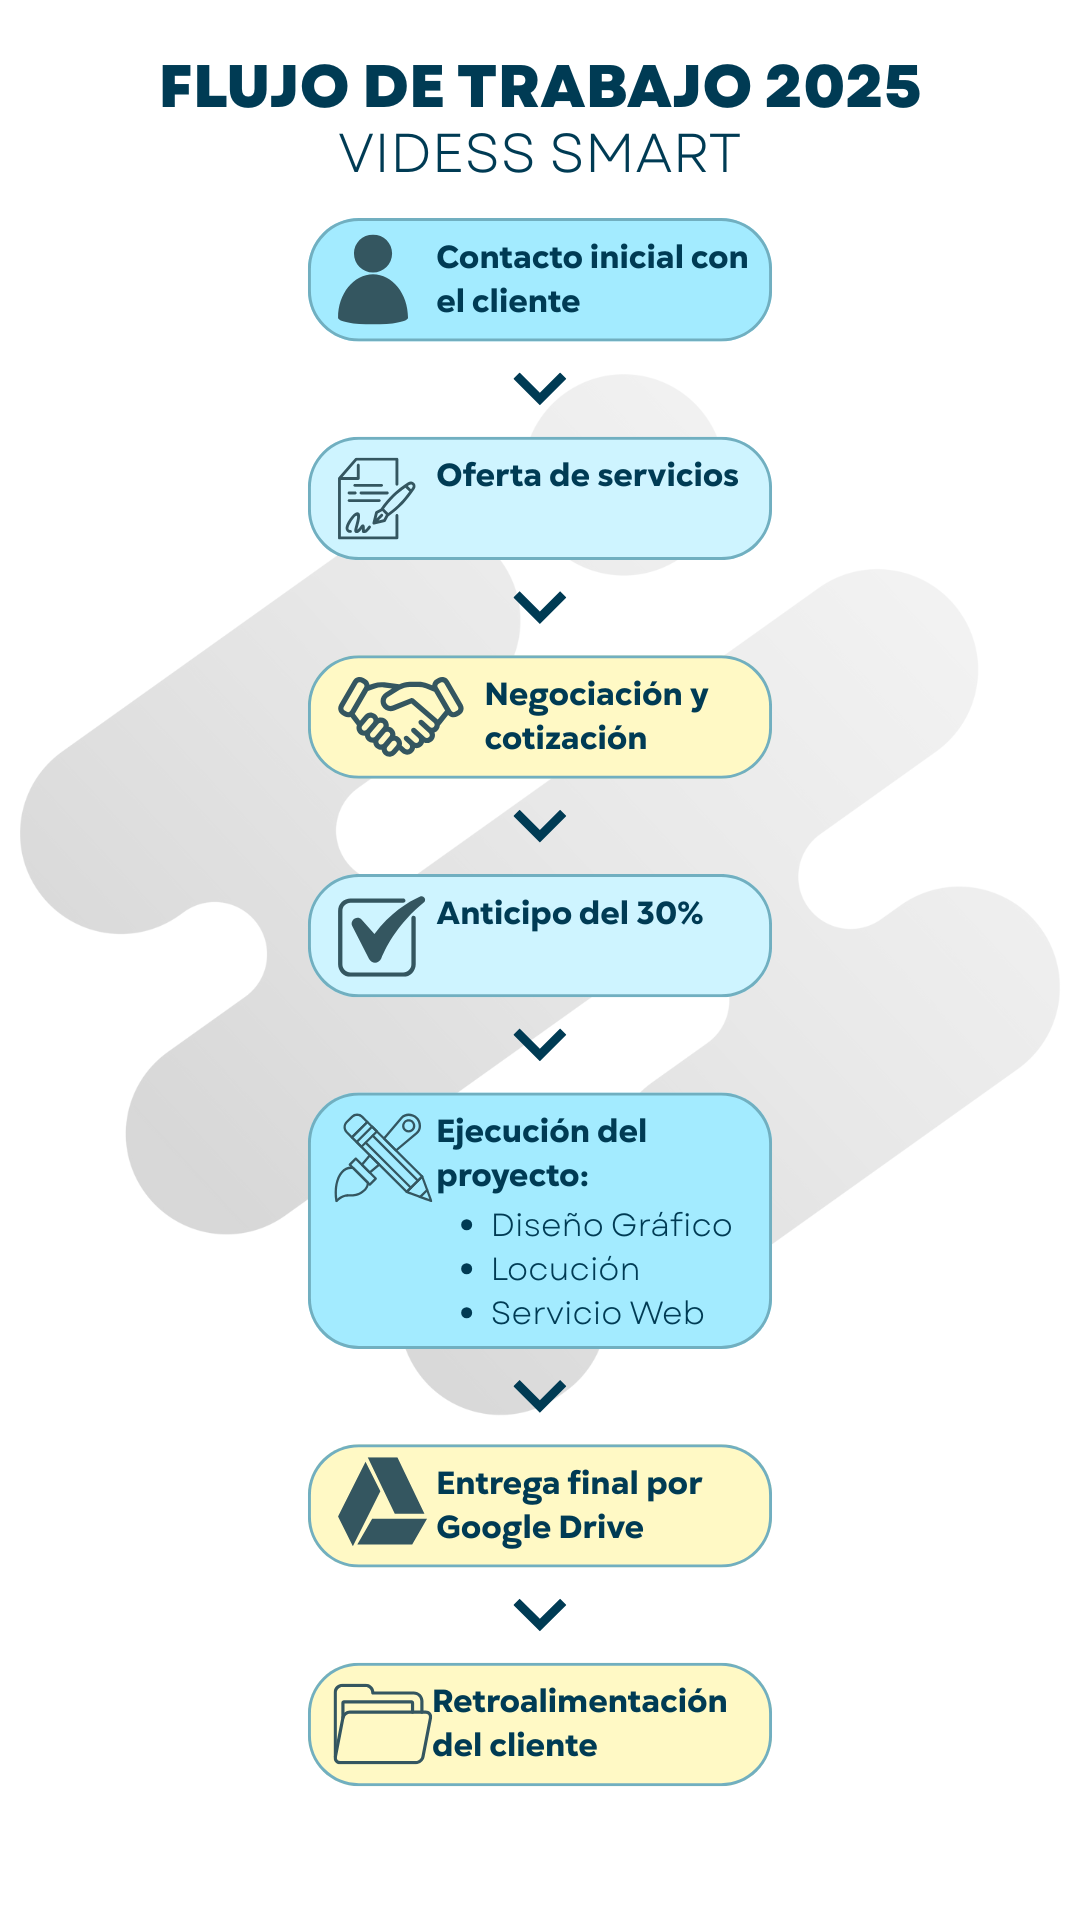 FLUJO DE TRABAJO 2025
VIDESS SMART
Contacto inicial con
el cliente
Oferta de servicios
Negociación y
cotización
Anticipo del 30%
Ejecución del
proyecto:
• Diseño Gráfico
• Locución
• Servicio Web
Entrega final por
Google Drive
Retroalimentación
del cliente